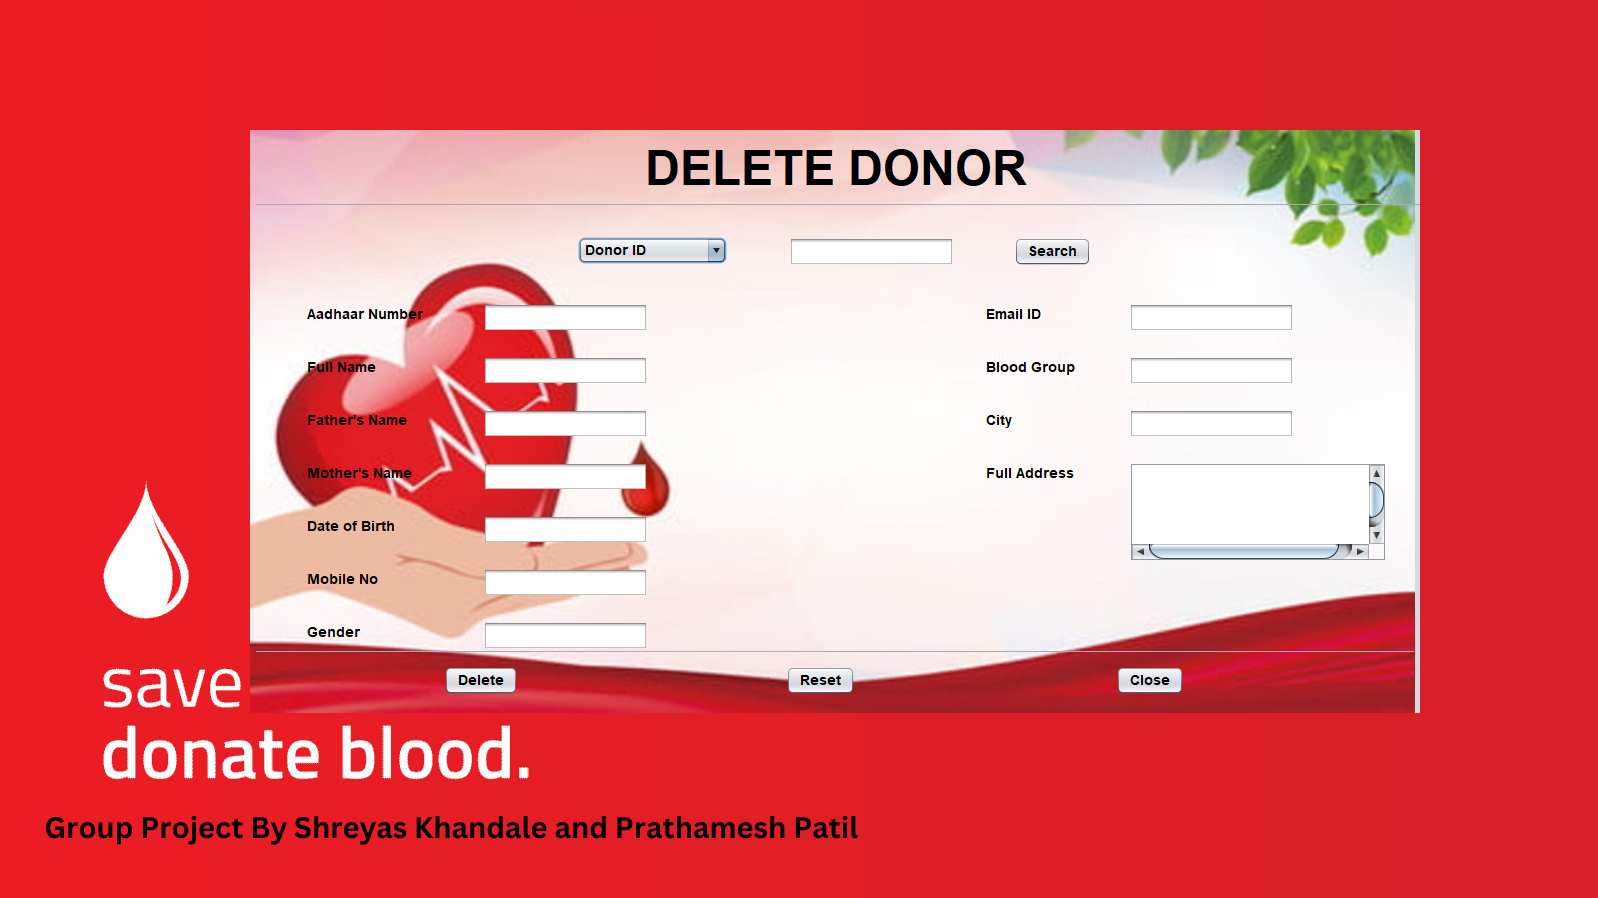 DELETE DONOR
Donor ID
Search
Aadhaar Number
Email ID
Full Name
Blood Group
Father's Name
City
Mother's Name
Full Address
Date of Birth
Mobile No
Gender
Delete
Reset
Close
save
donate blood.
Group Project By Shreyas Khandale and Prathamesh Patil